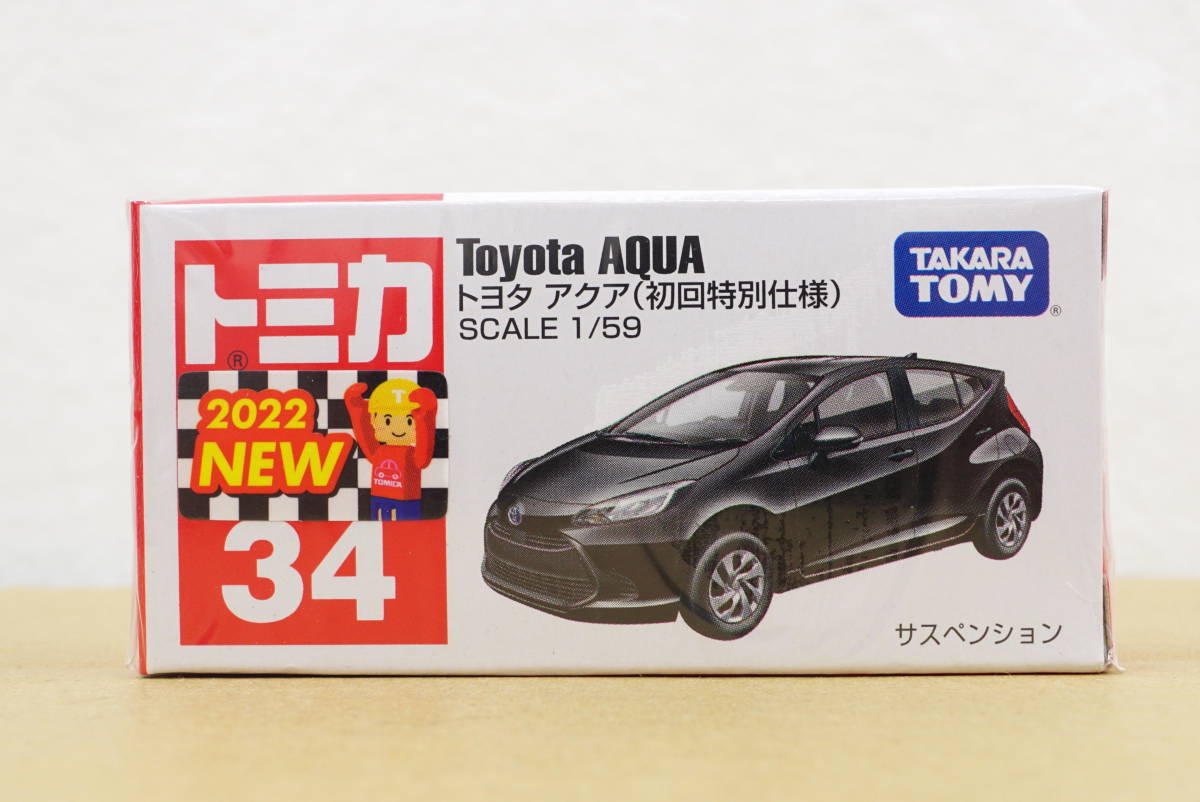 トミカ
®
2022
NEW
T
TOMICA
34
Toyota AQUA
トヨタ アクア(初回特別仕様)
SCALE 1/59
TAKARA
TOMY
®
サスペンション